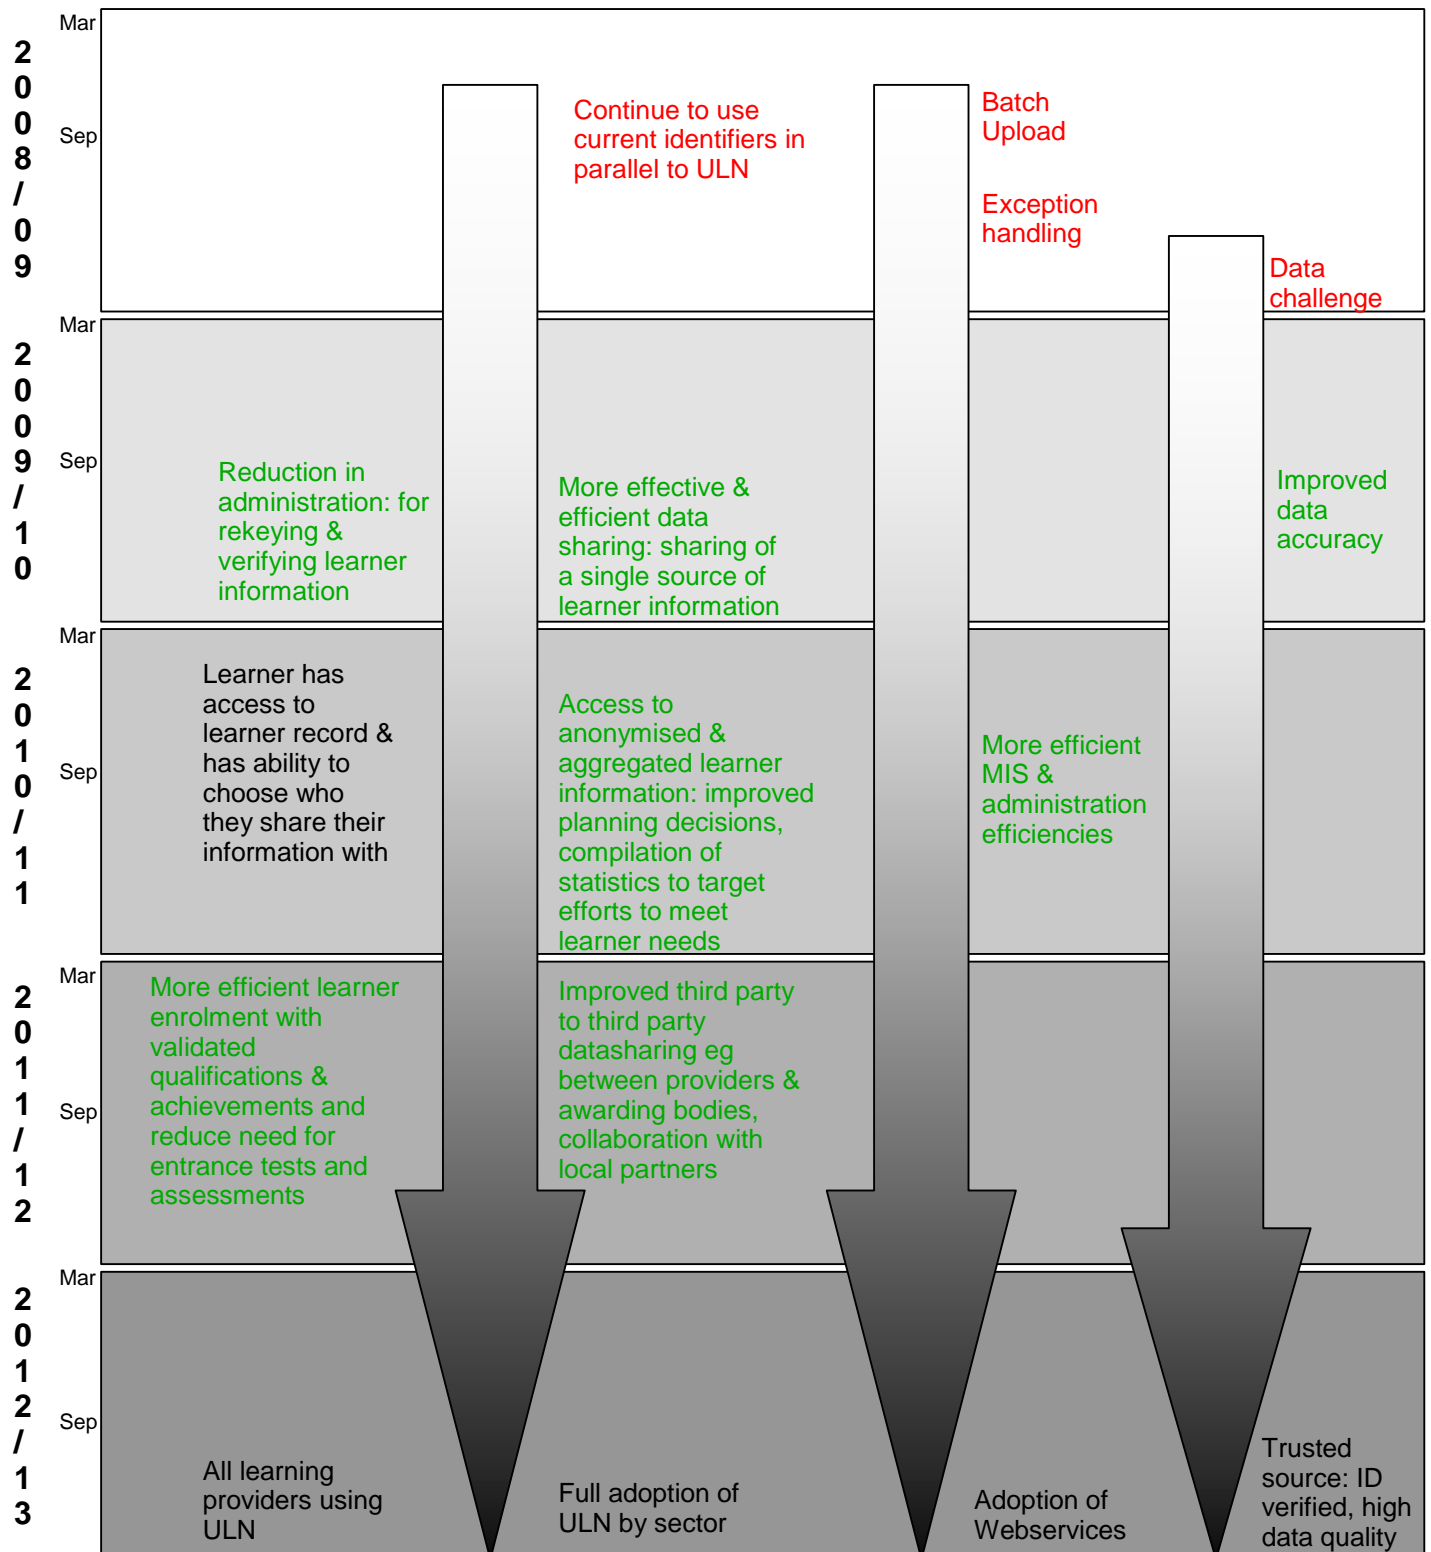 Mar
2008/09
Sep
Continue to use
current identifiers in
parallel to ULN
Batch
Upload
Exception
handling
Data
challenge
Mar
2009/10
Sep
Reduction in
administration: for
rekeying &
verifying learner
information
More effective &
efficient data
sharing: sharing of
a single source of
learner information
Improved
data
accuracy
Mar
2010/11
Sep
Learner has
access to
learner record &
has ability to
choose who
they share their
information with
Access to
anonymised &
aggregated learner
information: improved
planning decisions,
compilation of
statistics to target
efforts to meet
learner needs
More efficient
MIS &
administration
efficiencies
Mar
2011/12
Sep
More efficient learner
enrolment with
validated
qualifications &
achievements and
reduce need for
entrance tests and
assessments
Improved third party
to third party
datasharing eg
between providers &
awarding bodies,
collaboration with
local partners
Mar
2012/13
Sep
All learning
providers using
ULN
Full adoption of
ULN by sector
Adoption of
Webservices
Trusted
source: ID
verified, high
data quality